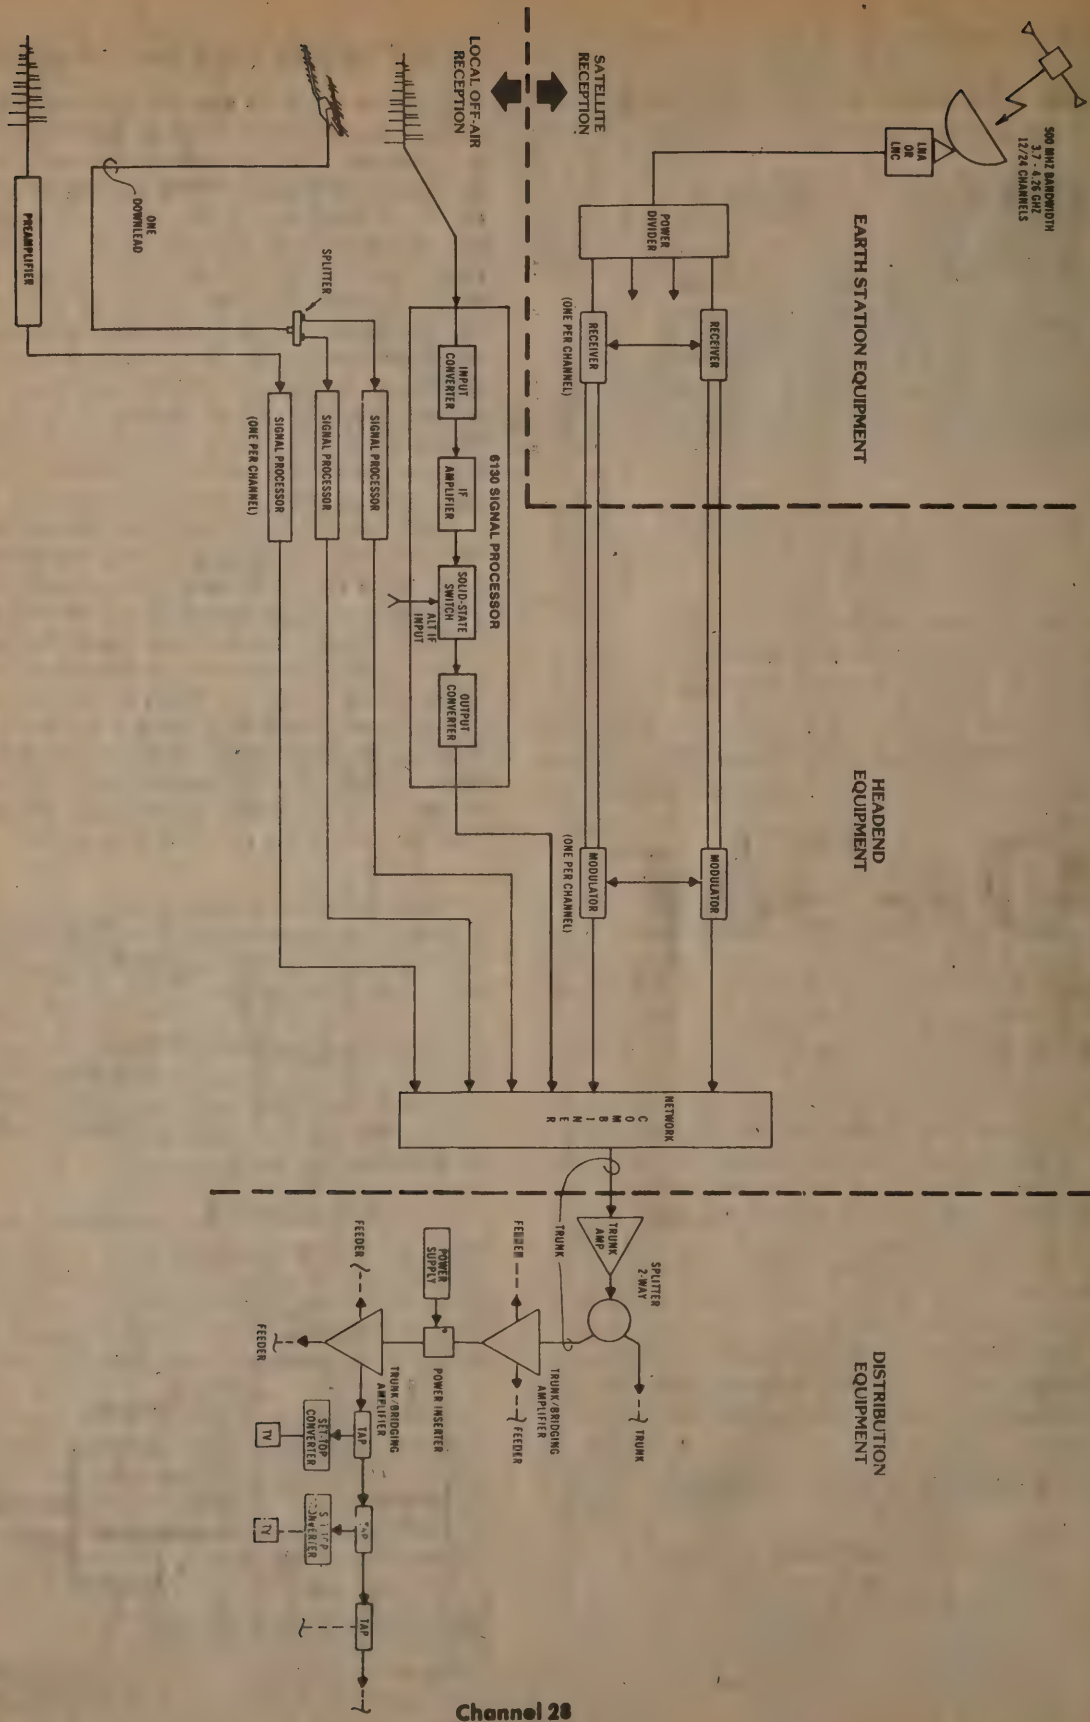 500 MHZ BANDWIDTH
3.7 - 4.26 GHZ
12/24 CHANNELS
LNA
OR
LNC
EARTH STATION EQUIPMENT
HEADEND
EQUIPMENT
DISTRIBUTION
EQUIPMENT
SATELLITE
RECEPTION
LOCAL OFF-AIR
RECEPTION
POWER
DIVIDER
RECEIVER
RECEIVER
(ONE PER CHANNEL)
MODULATOR
MODULATOR
(ONE PER CHANNEL)
6130 SIGNAL PROCESSOR
INPUT
CONVERTER
IF
AMPLIFIER
SOLID-STATE
SWITCH
ALT IF
INPUT
OUTPUT
CONVERTER
SPLITTER
SIGNAL PROCESSOR
SIGNAL PROCESSOR
SIGNAL PROCESSOR
(ONE PER CHANNEL)
ONE
DOWNLEAD
PREAMPLIFIER
NETWORK
COMBINER
TRUNK
AMP
SPLITTER
2-WAY
TRUNK
TRUNK
TRUNK/BRIDGING
AMPLIFIER
FEEDER
FEEDER
POWER
SUPPLY
POWER INSERTER
TRUNK/BRIDGING
AMPLIFIER
FEEDER
FEEDER
TAP
TAP
TAP
SET-TOP
CONVERTER
TV
CONVERTER
TV
Channel 28